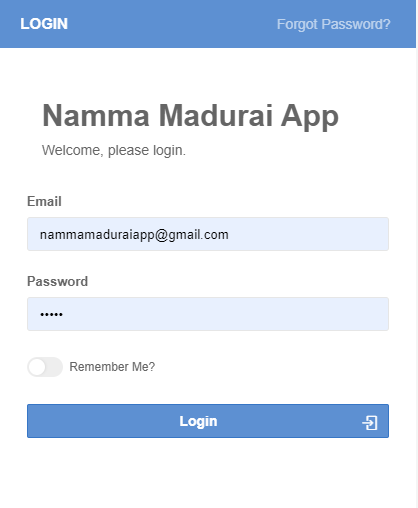 LOGIN Forgot Password?
Namma Madurai App
Welcome, please login.
Email
nammamaduraiapp@gmail.com
Password
•••••
Remember Me?
Login